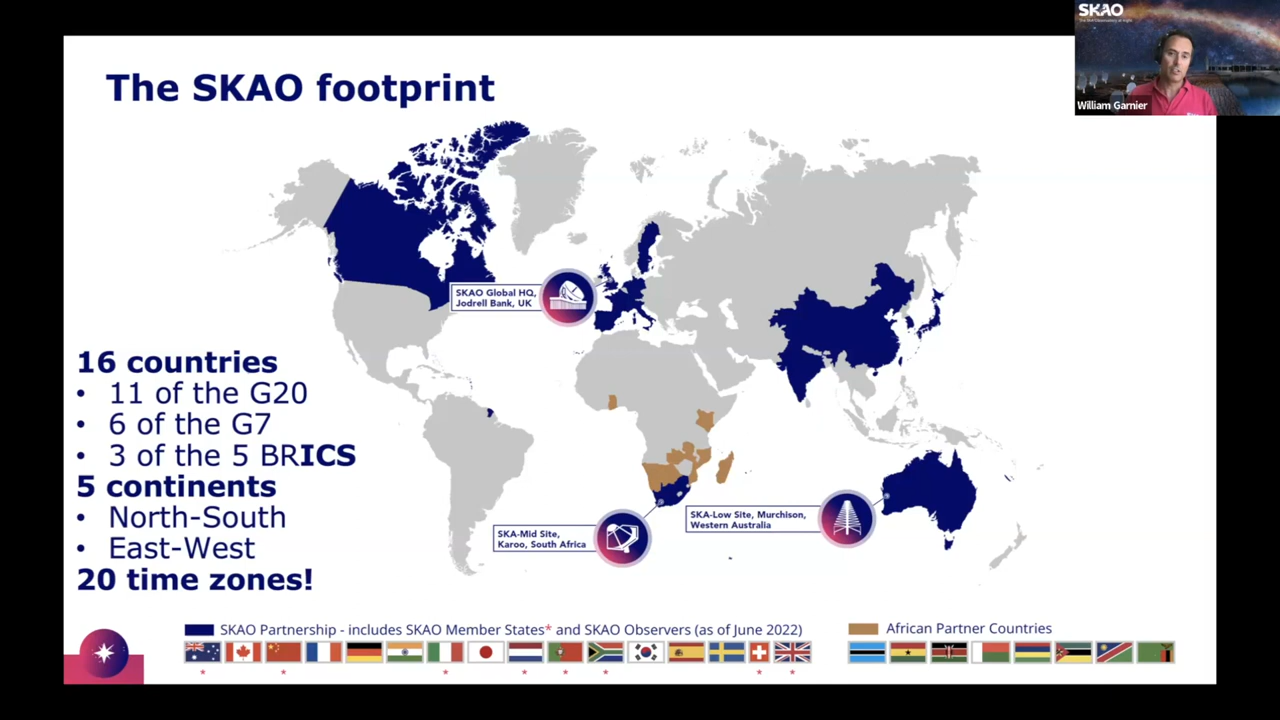 SKAO
William Garnier
The SKAO footprint
SKAO Global HQ,
Jodrell Bank, UK
16 countries
• 11 of the G20
• 6 of the G7
• 3 of the 5 BRICS
5 continents
• North-South
• East-West
20 time zones!
SKA-Low Site, Murchison,
Western Australia
SKA-Mid Site,
Karoo, South Africa
SKAO Partnership - includes SKAO Member States* and SKAO Observers (as of June 2022)
African Partner Countries
* * * * * * * *